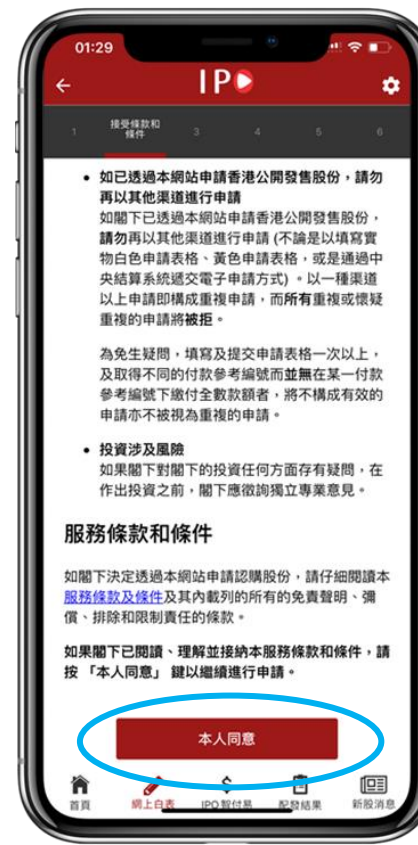 01:29
IPO
1
接受條款和
條件
3
4
5
6
• 如已透過本網站申請香港公開發售股份，請勿
再以其他渠道進行申請
如閣下已透過本網站申請香港公開發售股份，
請勿再以其他渠道進行申請 (不論是以填寫實
物白色申請表格、黃色申請表格，或是通過中
央結算系統遞交電子申請方式) 。以一種渠道
以上申請即構成重複申請，而所有重複或懷疑
重複的申請將被拒。
為免生疑問，填寫及提交申請表格一次以上，
及取得不同的付款參考編號而並無在某一付款
參考編號下繳付全數款額者，將不構成有效的
申請亦不被視為重複的申請。
• 投資涉及風險
如果閣下對閣下的投資任何方面存有疑問，在
作出投資之前，閣下應徵詢獨立專業意見。
服務條款和條件
如閣下決定透過本網站申請認購股份，請仔細閱讀本
服務條款及條件及其內載列的所有的免責聲明、彌
償、排除和限制責任的條款。
如果閣下已閱讀、理解並接納本服務條款和條件，請
按 「本人同意」 鍵以繼續進行申請。
本人同意
首頁
網上白表
IPO 智付易
配發結果
新股消息